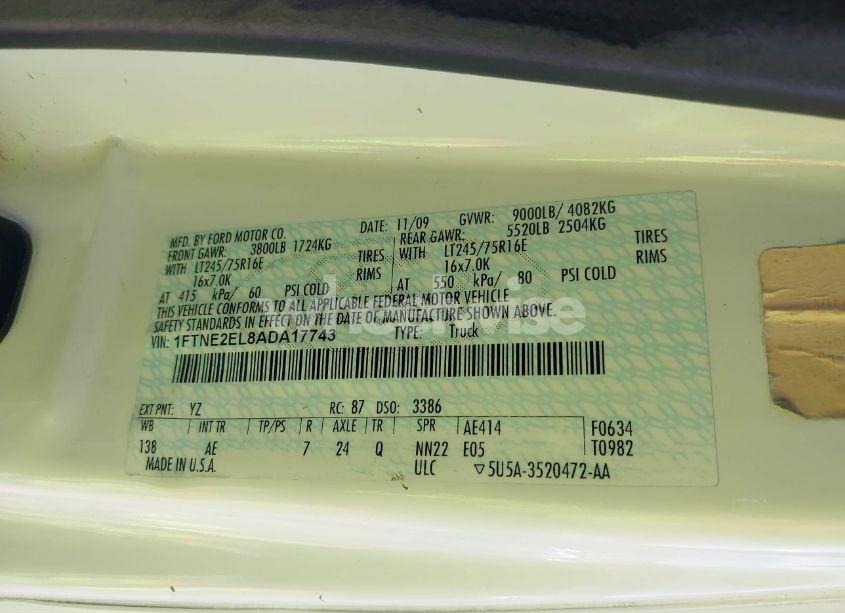 MFD. BY FORD MOTOR CO. DATE: 11/09 GVWR: 9000LB/ 4082KG
FRONT GAWR: 3800LB 1724KG REAR GAWR: 5520LB 2504KG
WITH LT245/75R16E TIRES WITH LT245/75R16E TIRES
16x7.0K RIMS 16x7.0K RIMS
AT 415 kPa/ 60 PSI COLD AT 550 kPa/ 80 PSI COLD
THIS VEHICLE CONFORMS TO ALL APPLICABLE FEDERAL MOTOR VEHICLE
SAFETY STANDARDS IN EFFECT ON THE DATE OF MANUFACTURE SHOWN ABOVE.
VIN: 1FTNE2EL8ADA17743 TYPE: Truck
EXT PNT: YZ RC: 87 DSO: 3386
WB INT TR TP/PS R AXLE TR SPR AE414 F0634
138 AE 7 24 Q NN22 E05 T0982
MADE IN U.S.A. ULC ▽5U5A-3520472-AA